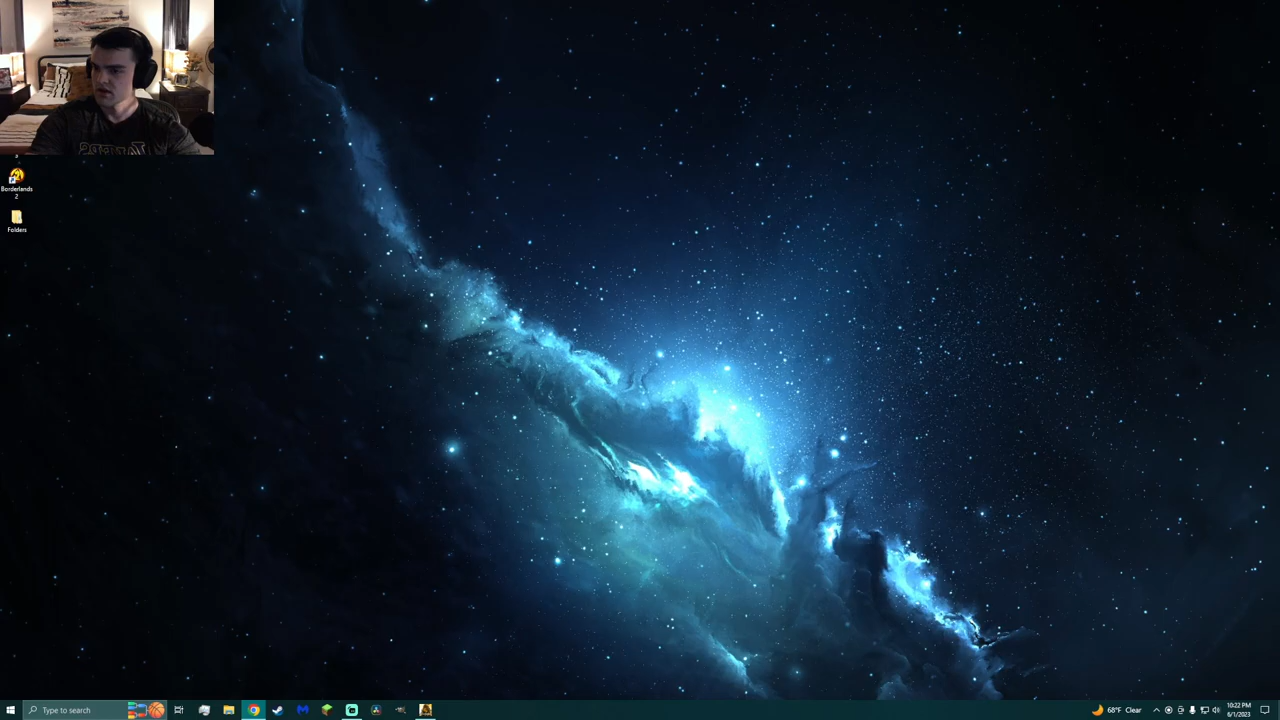 Borderlands
2
Folders
Type to search
68°F Clear
10:22 PM
6/1/2023